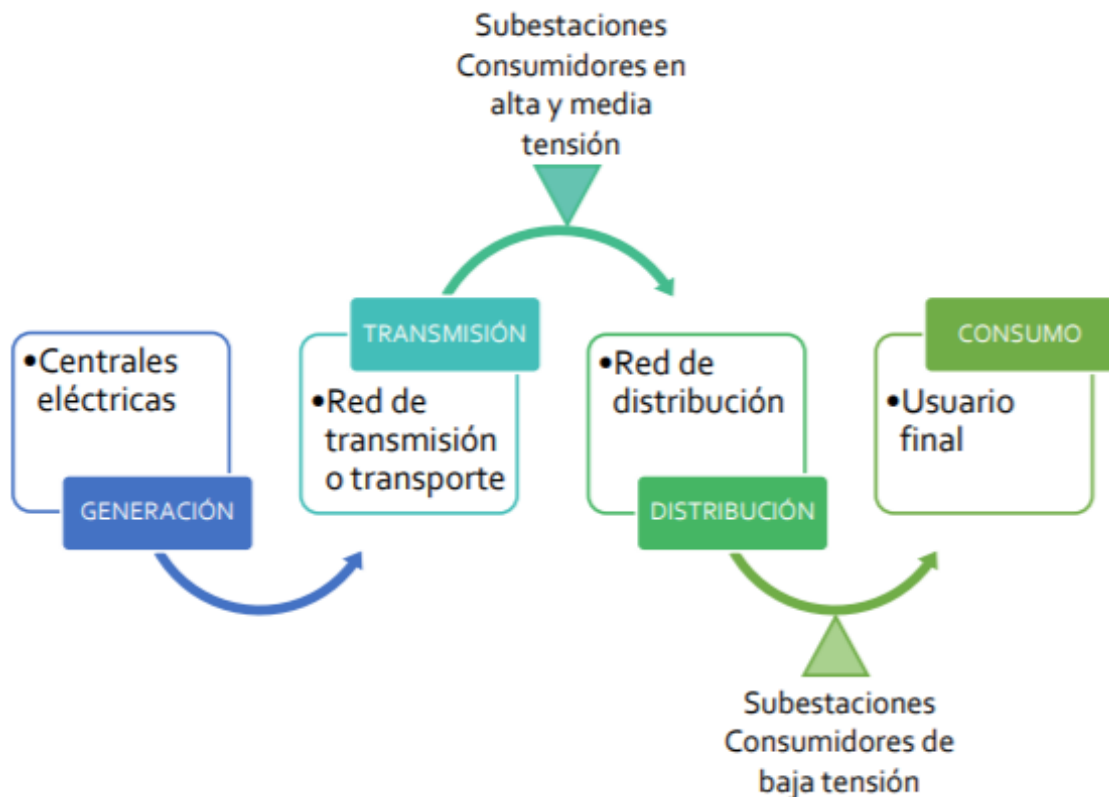 Subestaciones
Consumidores en
alta y media
tensión
•Centrales
eléctricas
GENERACIÓN
TRANSMISIÓN
•Red de
transmisión
o transporte
•Red de
distribución
DISTRIBUCIÓN
CONSUMO
•Usuario
final
Subestaciones
Consumidores de
baja tensión